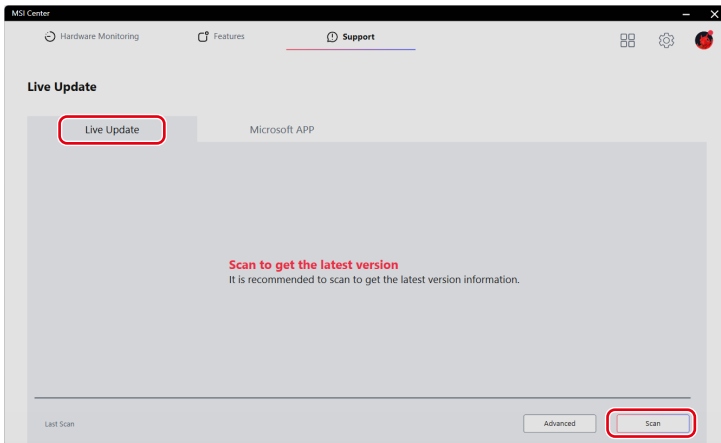 MSI Center
Hardware Monitoring
Features
Support
Live Update
Live Update
Microsoft APP
Scan to get the latest version
It is recommended to scan to get the latest version information.
Last Scan
Advanced
Scan